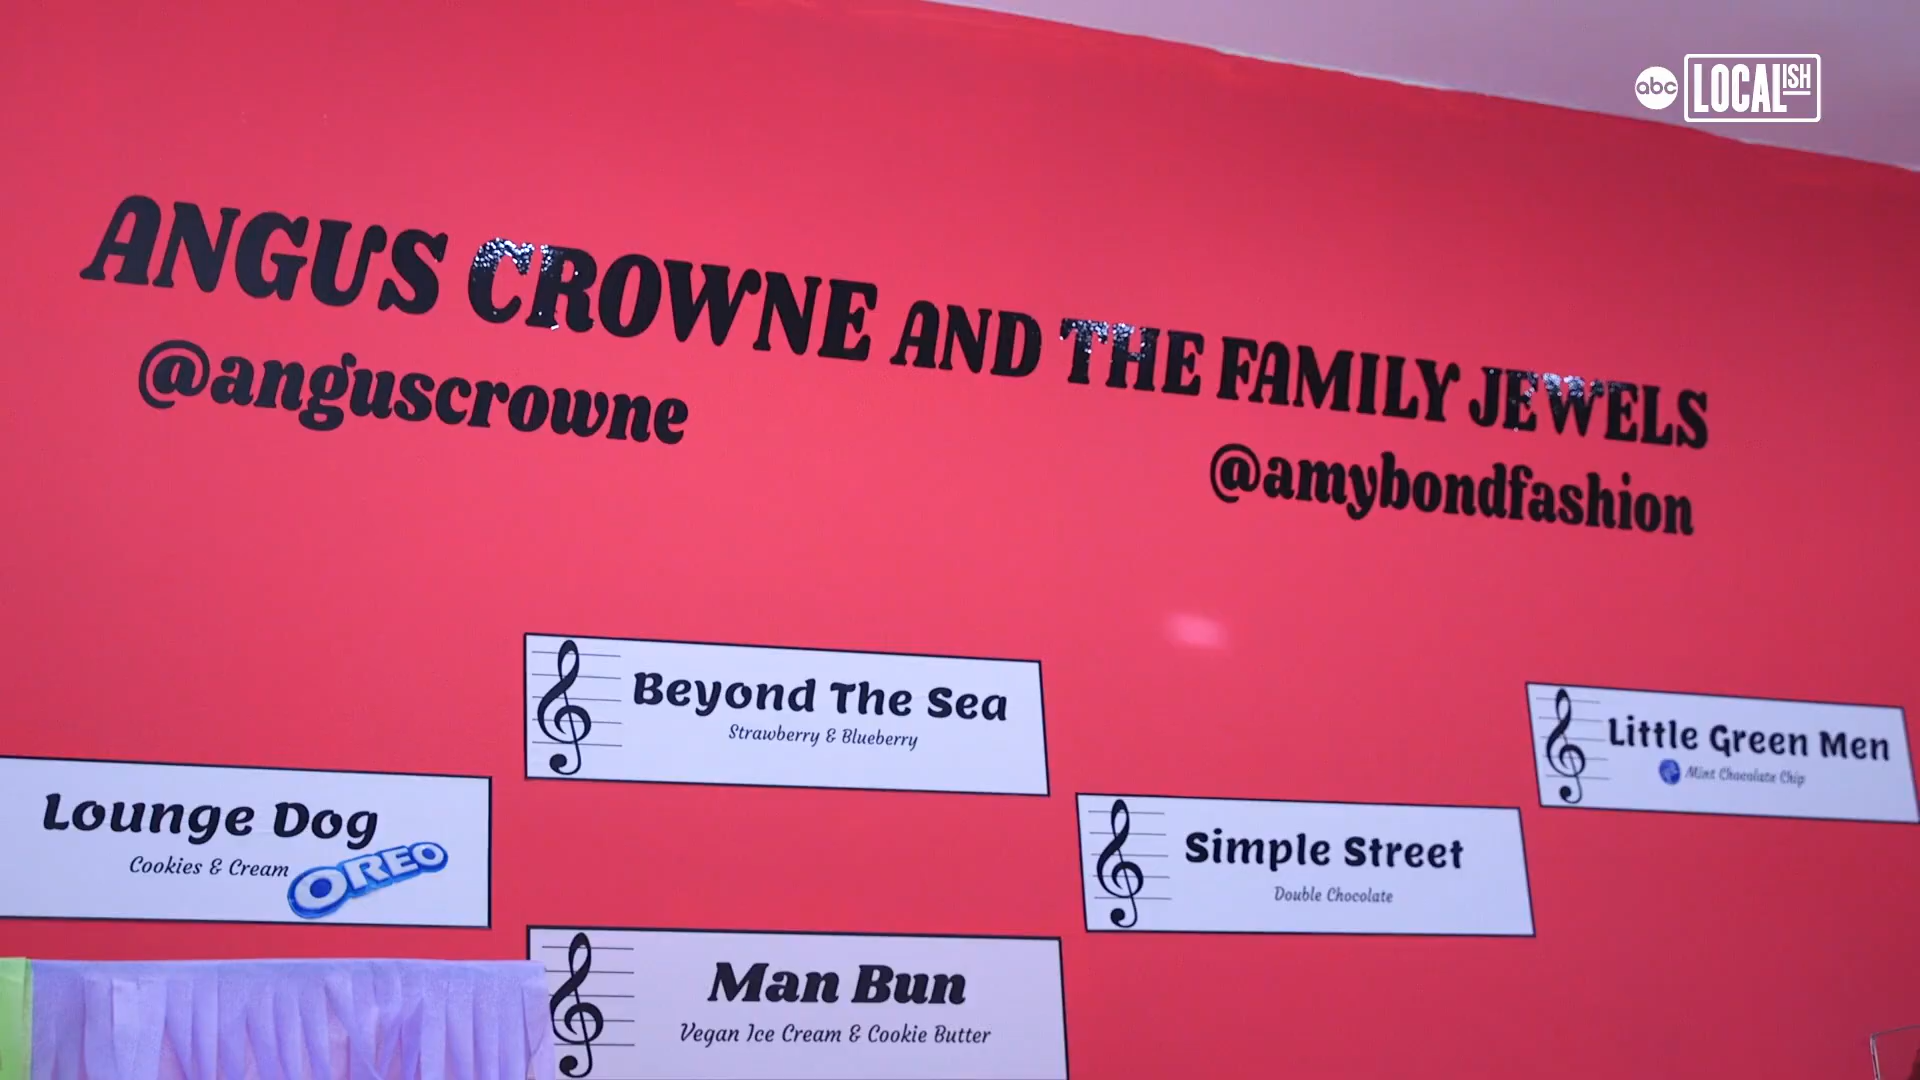 abc LOCALISH
ANGUS CROWNE AND THE FAMILY JEWELS
@anguscrowne
@amybondfashion
Beyond The Sea
Strawberry & Blueberry
Little Green Men
Mint Chocolate Chip
Lounge Dog
Cookies & Cream
OREO
Simple Street
Double Chocolate
Man Bun
Vegan Ice Cream & Cookie Butter